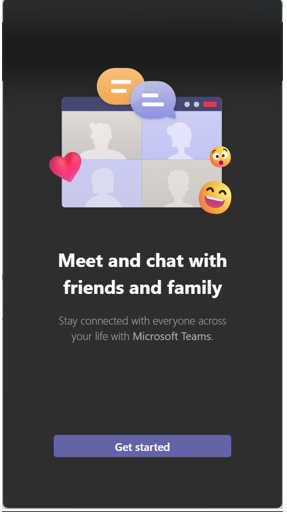 Meet and chat with
friends and family
Stay connected with everyone across
your life with Microsoft Teams.
Get started